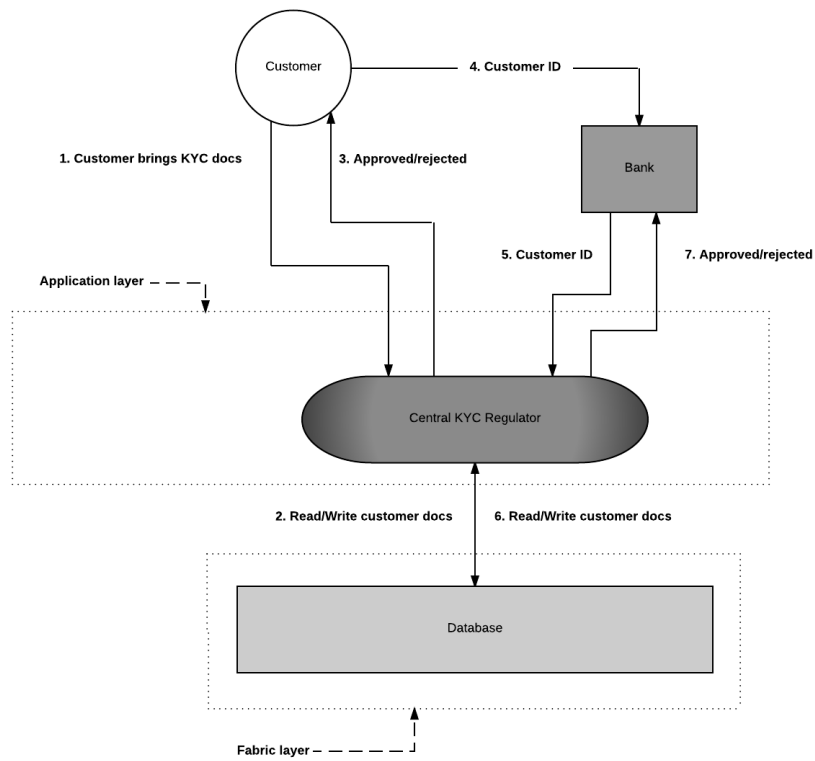 Customer
4. Customer ID
1. Customer brings KYC docs
3. Approved/rejected
Bank
5. Customer ID
7. Approved/rejected
Application layer
Central KYC Regulator
2. Read/Write customer docs
6. Read/Write customer docs
Database
Fabric layer